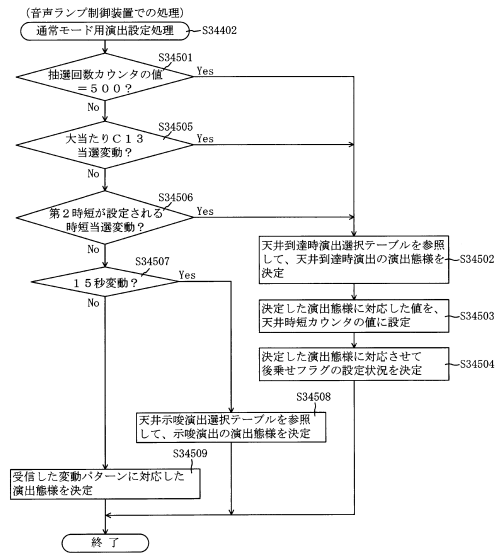 （音声ランプ制御装置での処理）
通常モード用演出設定処理
S34402
抽選回数カウンタの値
＝５００？
S34501
Yes
No
大当たりＣ１３
当選変動？
S34505
Yes
No
第２時短が設定される
時短当選変動？
S34506
Yes
No
１５秒変動？
S34507
Yes
No
天井到達時演出選択テーブルを参照
して、天井到達時演出の演出態様を
決定
S34502
決定した演出態様に対応した値を、
天井時短カウンタの値に設定
S34503
決定した演出態様に対応させて
後乗せフラグの設定状況を決定
S34504
天井示唆演出選択テーブルを参照
して、示唆演出の演出態様を決定
S34508
受信した変動パターンに対応した
演出態様を決定
S34509
終了